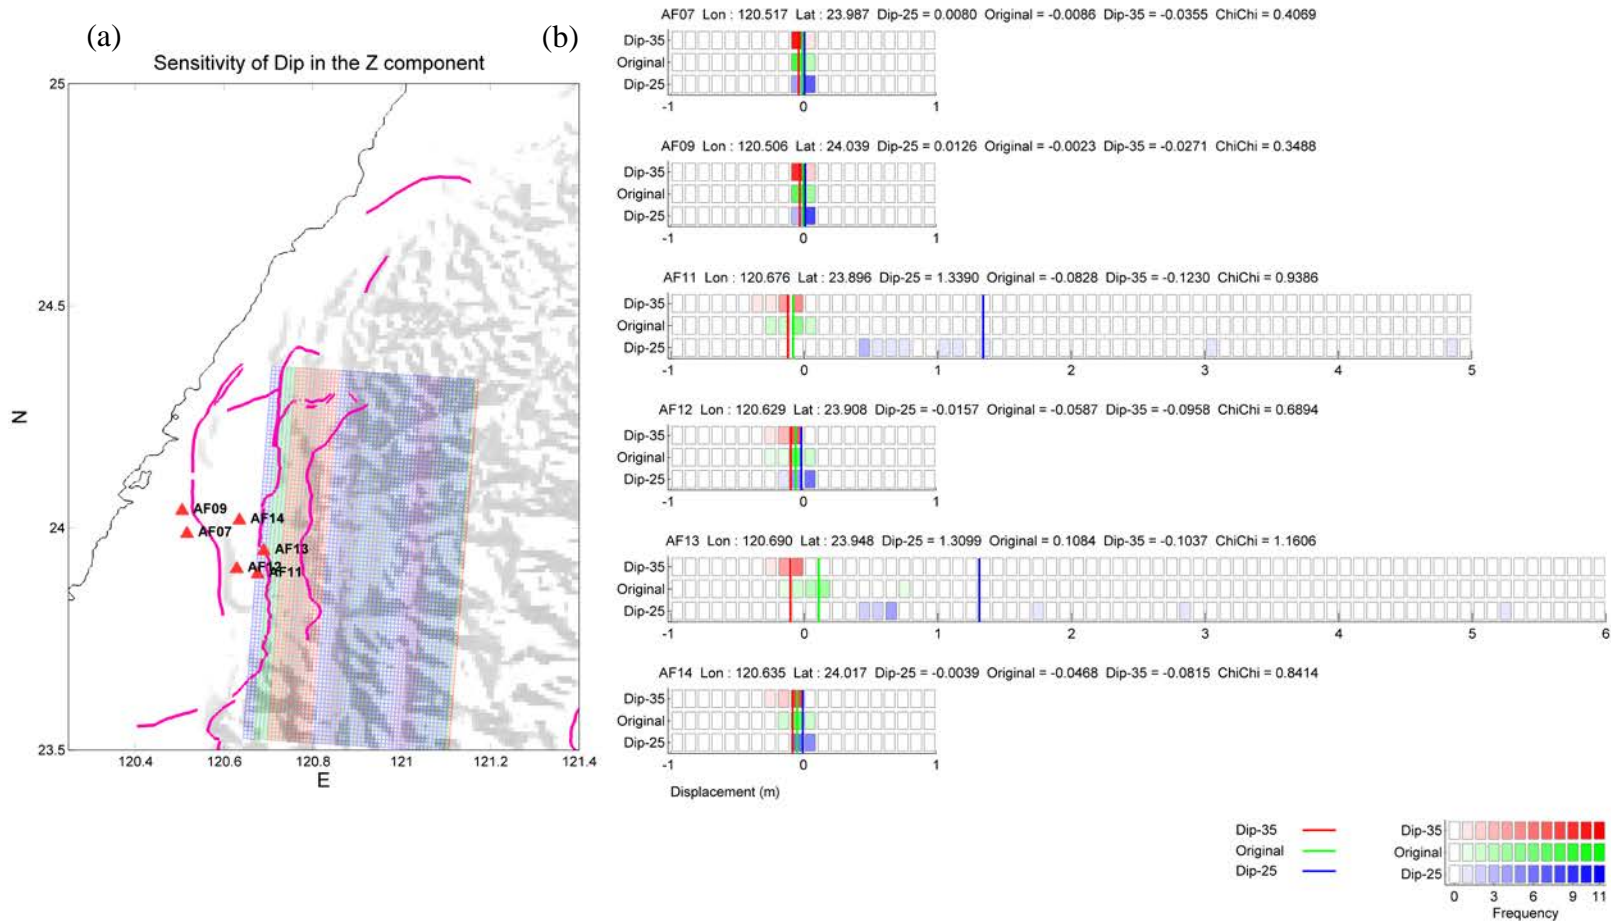 (a)
Sensitivity of Dip in the Z component
25
24.5
24
23.5
N
AF09
AF07
AF14
AF13
AF12
AF11
120.4 120.6 120.8 121 121.2 121.4
E
(b)
AF07 Lon : 120.517 Lat : 23.987 Dip-25 = 0.0080 Original = -0.0086 Dip-35 = -0.0355 ChiChi = 0.4069
Dip-35
Original
Dip-25
-1 0 1
AF09 Lon : 120.506 Lat : 24.039 Dip-25 = 0.0126 Original = -0.0023 Dip-35 = -0.0271 ChiChi = 0.3488
Dip-35
Original
Dip-25
-1 0 1
AF11 Lon : 120.676 Lat : 23.896 Dip-25 = 1.3390 Original = -0.0828 Dip-35 = -0.1230 ChiChi = 0.9386
Dip-35
Original
Dip-25
-1 0 1 2 3 4 5
AF12 Lon : 120.629 Lat : 23.908 Dip-25 = -0.0157 Original = -0.0587 Dip-35 = -0.0958 ChiChi = 0.6894
Dip-35
Original
Dip-25
-1 0 1
AF13 Lon : 120.690 Lat : 23.948 Dip-25 = 1.3099 Original = 0.1084 Dip-35 = -0.1037 ChiChi = 1.1606
Dip-35
Original
Dip-25
-1 0 1 2 3 4 5 6
AF14 Lon : 120.635 Lat : 24.017 Dip-25 = -0.0039 Original = -0.0468 Dip-35 = -0.0815 ChiChi = 0.8414
Dip-35
Original
Dip-25
-1 0 1
Displacement (m)
Dip-35
Original
Dip-25
Dip-35
Original
Dip-25
0 3 6 9 11
Frequency